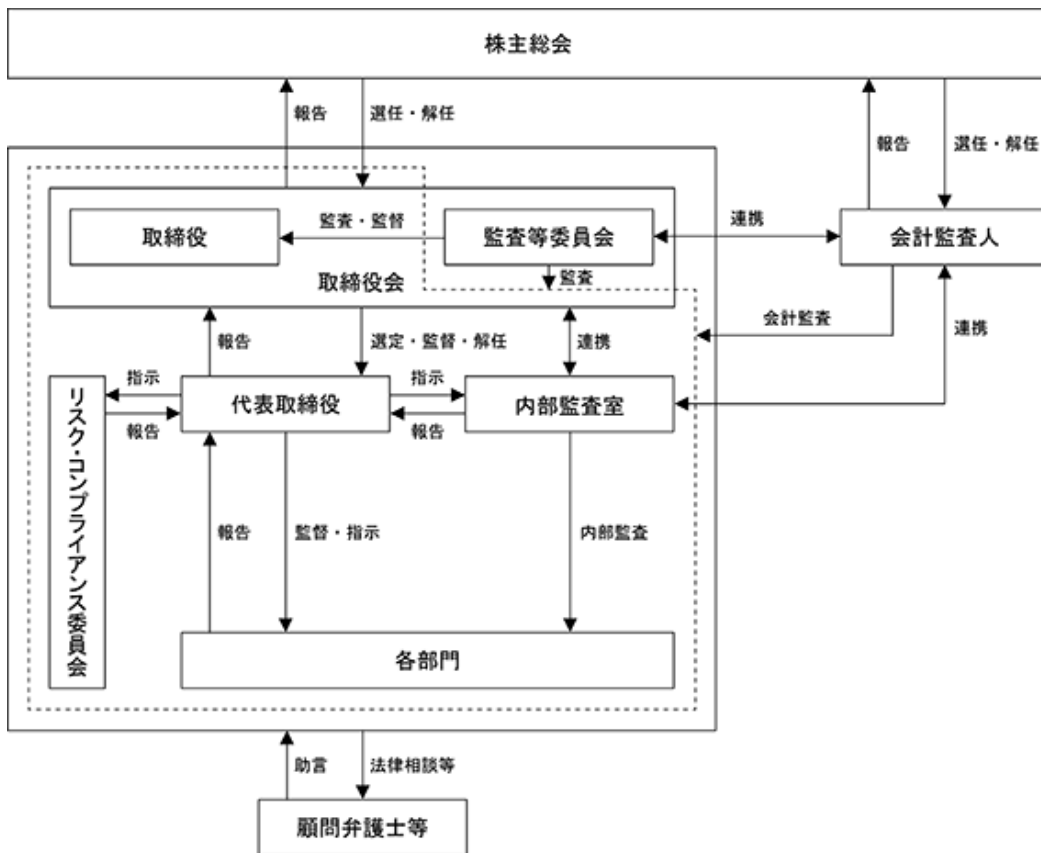 株主総会
報告
選任・解任
報告
選任・解任
取締役
監査・監督
監査等委員会
連携
会計監査人
取締役会
監査
報告
選定・監督・解任
連携
会計監査
連携
指示
代表取締役
指示
内部監査室
報告
報告
リスク・コンプライアンス委員会
報告
監督・指示
内部監査
各部門
助言
法律相談等
顧問弁護士等